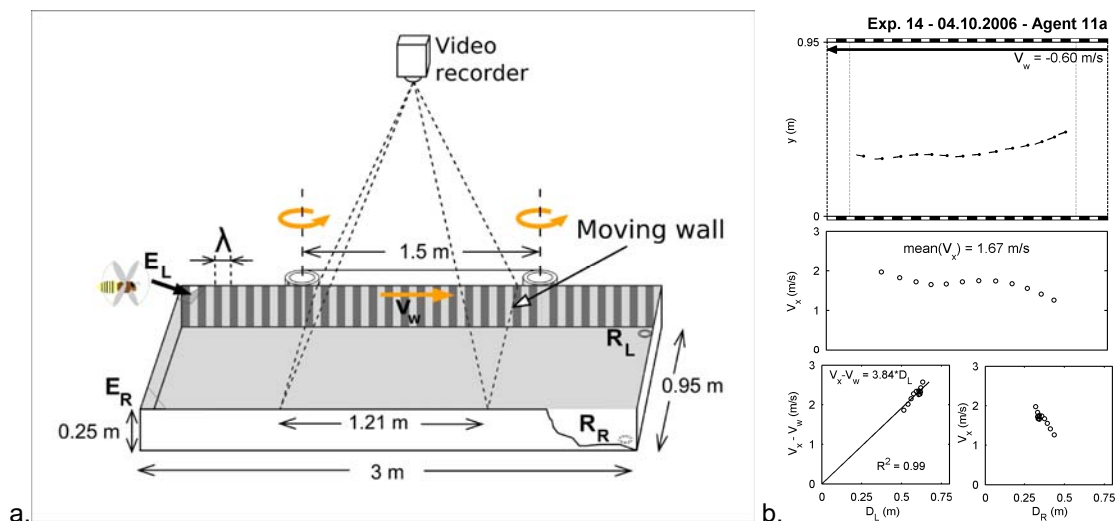 Video
recorder
λ
E_L
1.5 m
Moving wall
v_w
R_L
E_R
0.95 m
0.25 m
1.21 m
R_R
3 m
a.
Exp. 14 - 04.10.2006 - Agent 11a
0.95
V_w = -0.60 m/s
y (m)
0
3
mean(V_x) = 1.67 m/s
2
V_x (m/s)
1
0
3
V_x-V_w = 3.84*D_L
2
V_x - V_w (m/s)
1
R² = 0.99
0
0 0.25 0.5 0.75
D_L (m)
3
2
V_x (m/s)
1
0
0 0.25 0.5 0.75
D_R (m)
b.